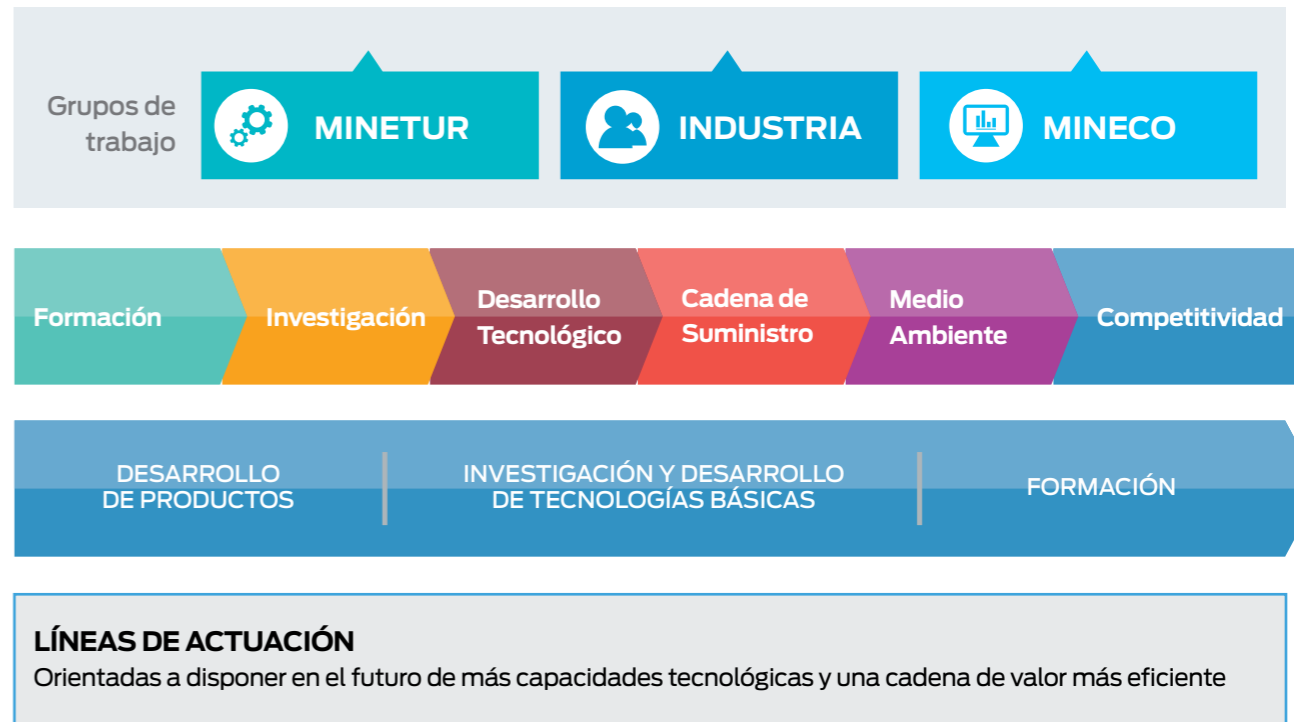 Grupos de
trabajo
MINETUR
INDUSTRIA
MINECO
Formación
Investigación
Desarrollo
Tecnológico
Cadena de
Suministro
Medio
Ambiente
Competitividad
DESARROLLO
DE PRODUCTOS
INVESTIGACIÓN Y DESARROLLO
DE TECNOLOGÍAS BÁSICAS
FORMACIÓN
LÍNEAS DE ACTUACIÓN
Orientadas a disponer en el futuro de más capacidades tecnológicas y una cadena de valor más eficiente